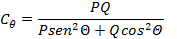 C_θ = PQ / (Psen²Θ + Qcos²Θ)